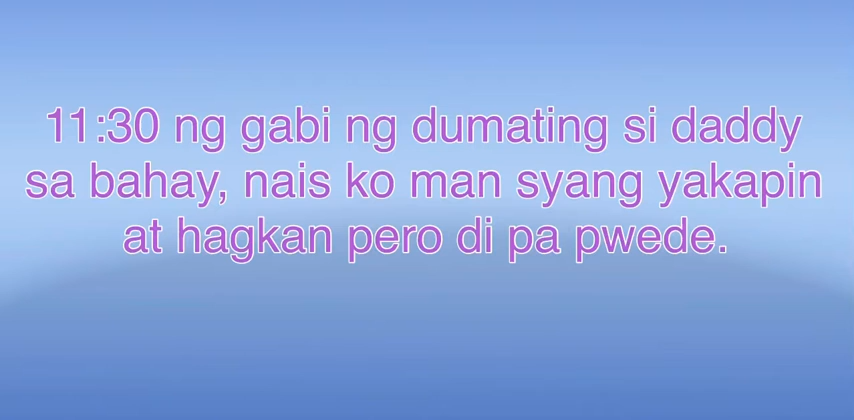 11:30 ng gabi ng dumating si daddy
sa bahay, nais ko man syang yakapin
at hagkan pero di pa pwede.